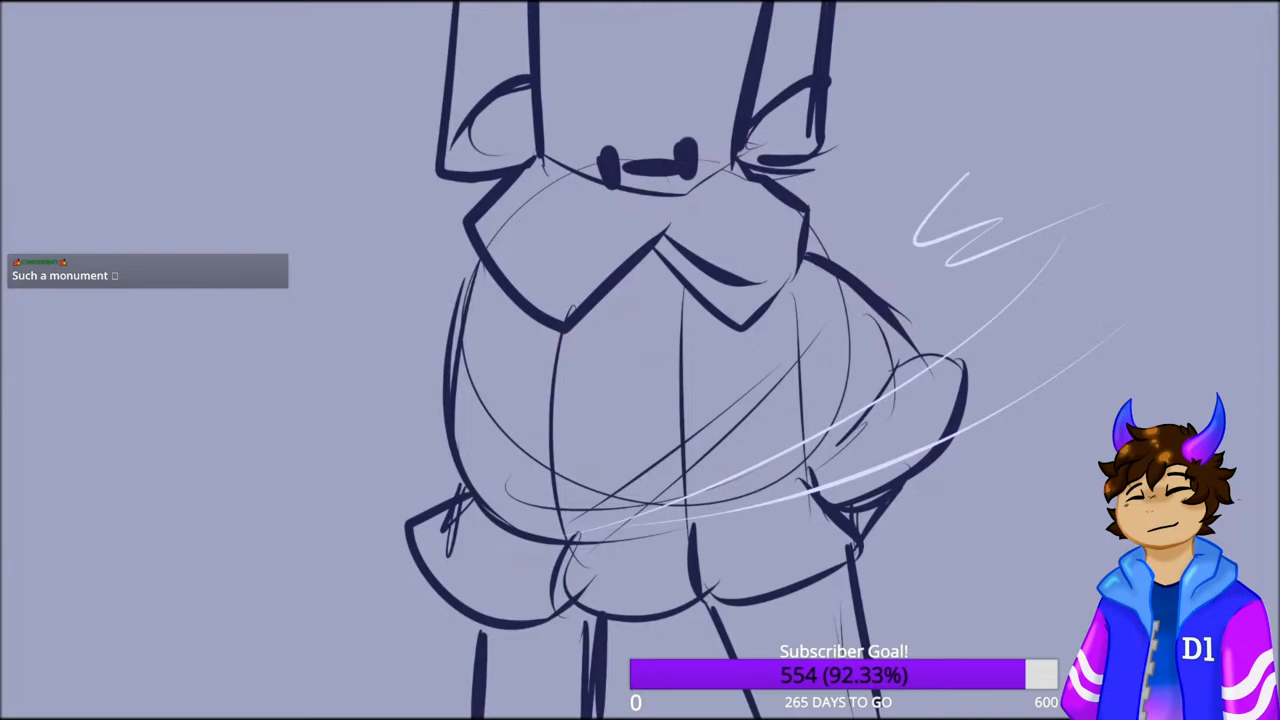 Such a monument
D1
Subscriber Goal!
554 (92.33%)
0
265 DAYS TO GO
600